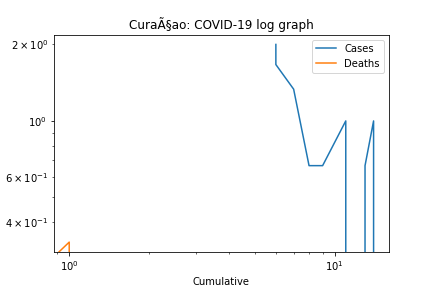 CuraÃ§ao: COVID-19 log graph
Cases
Deaths
2 × 10⁰
10⁰
6 × 10⁻¹
4 × 10⁻¹
10⁰
10¹
Cumulative